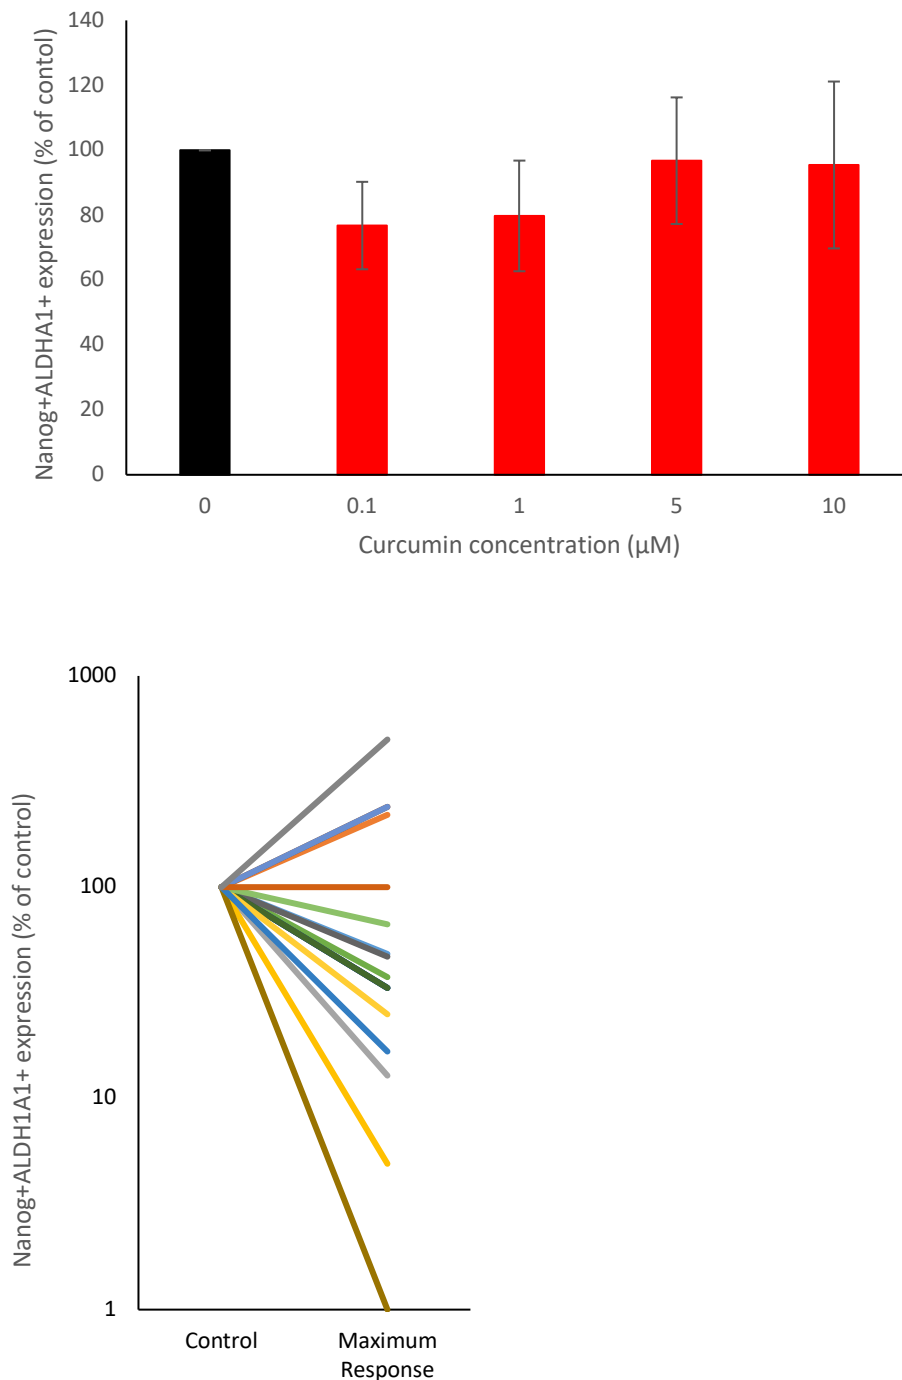 Nanog+ALDHA1+ expression (% of contol)
140
120
100
80
60
40
20
0
0 0.1 1 5 10
Curcumin concentration (µM)
Nanog+ALDH1A1+ expression (% of control)
1000
100
10
1
Control Maximum
Response